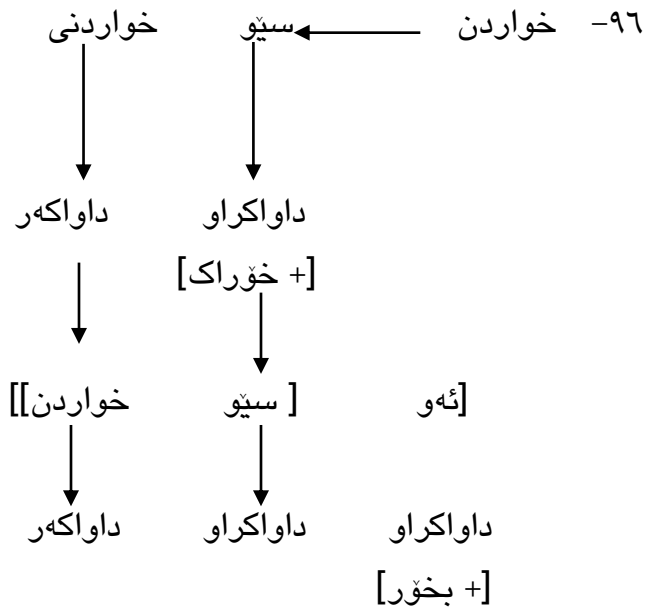 ٩٦- خواردن سێو خواردنی
داواکراو داواکەر
[+ خۆراک]
[ئەو [ سێو خواردن]]
داواکراو داواکراو داواکەر
[+ بخۆر]